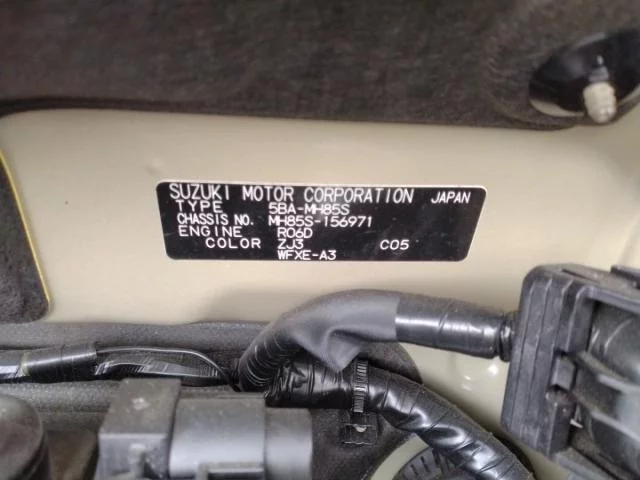 SUZUKI MOTOR CORPORATION JAPAN
TYPE 5BA-MH85S
CHASSIS NO. MH85S-156971
ENGINE R06D
COLOR ZJ3 C05
WFXE-A3